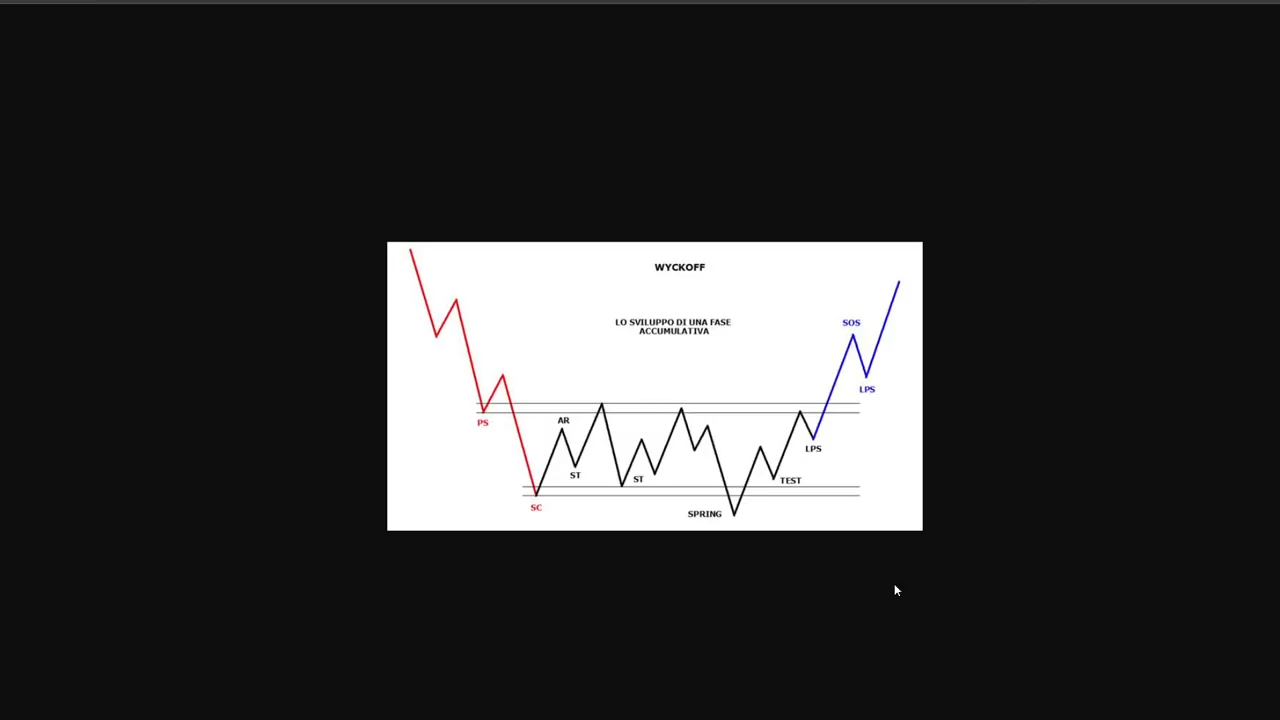 WYCKOFF
LO SVILUPPO DI UNA FASE
ACCUMULATIVA
SOS
LPS
PS
AR
LPS
ST
ST
TEST
SC
SPRING